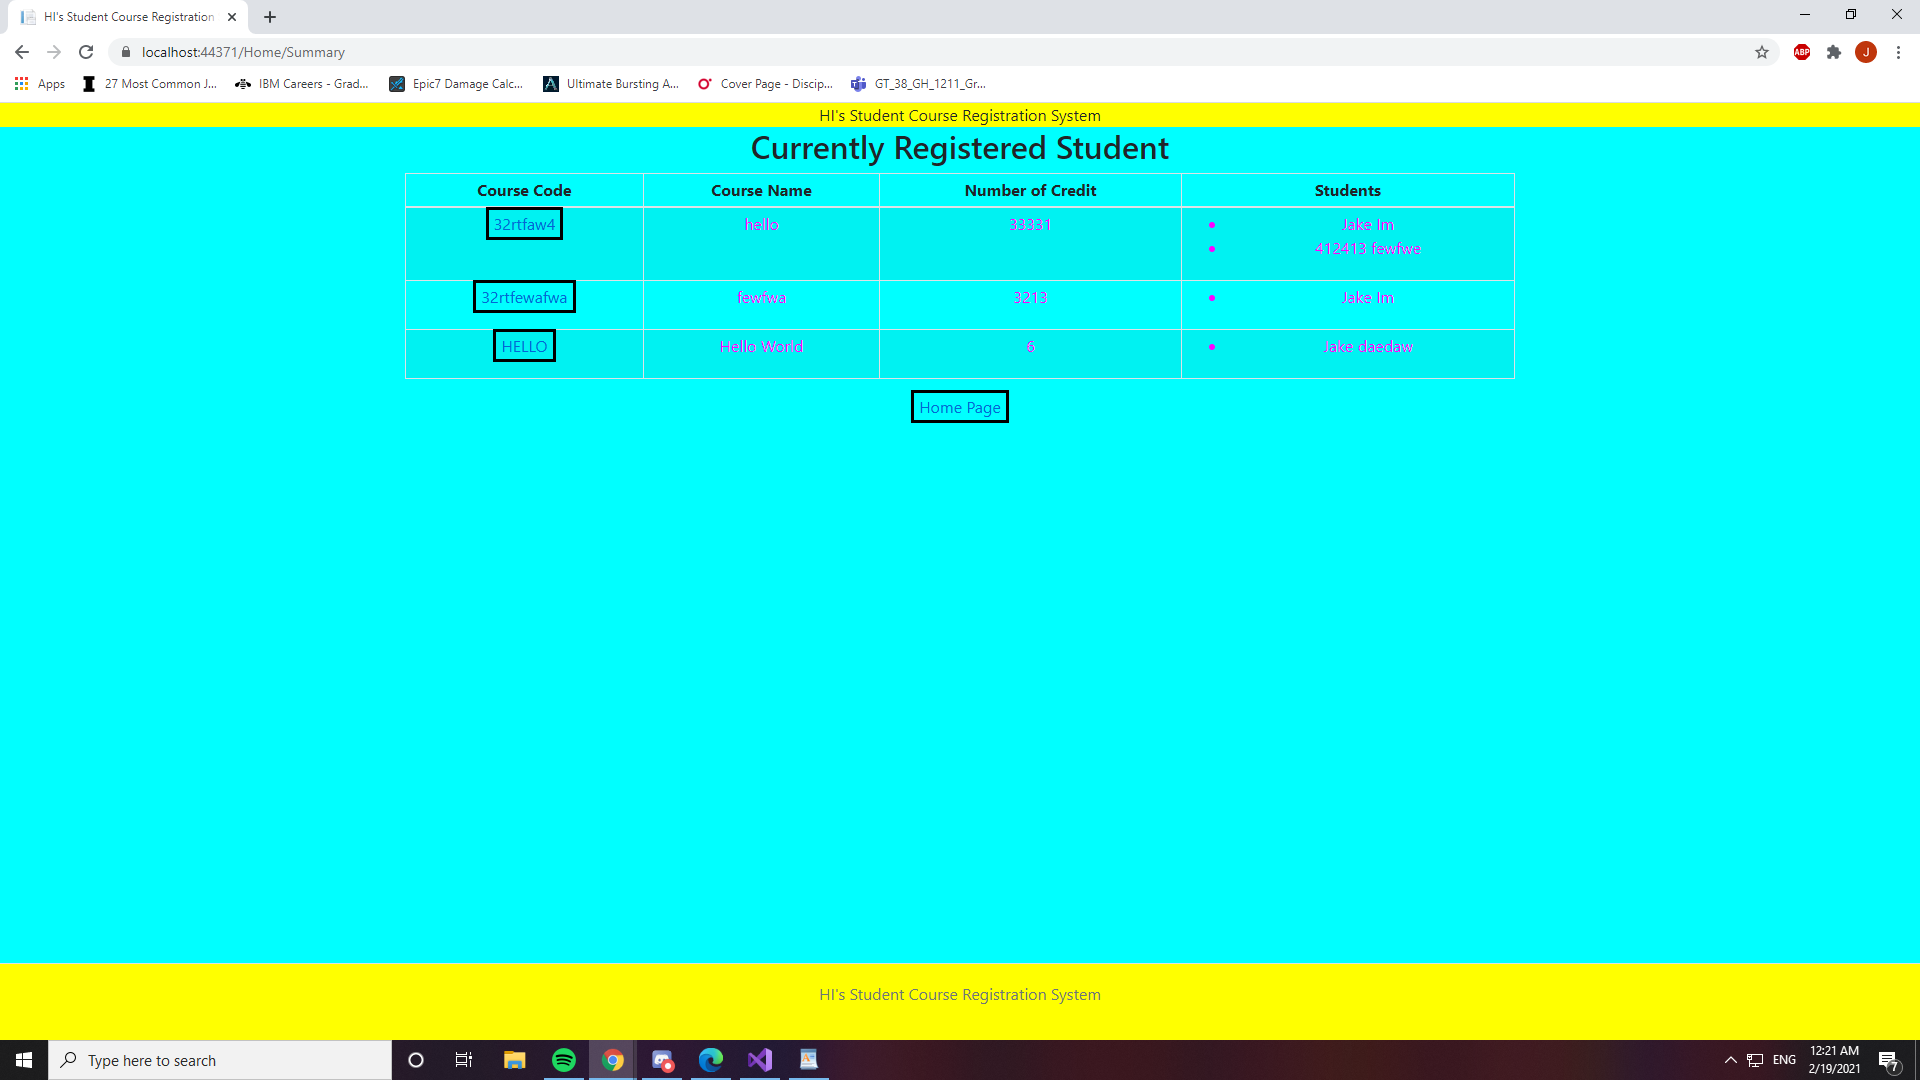 HI's Student Course Registration
localhost:44371/Home/Summary
ABP
J
Apps 27 Most Common J... IBM Careers - Grad... Epic7 Damage Calc... Ultimate Bursting A... Cover Page - Discip... GT_38_GH_1211_Gr...
HI's Student Course Registration System
Currently Registered Student
Course Code Course Name Number of Credit Students
32rtfaw4 hello 33331 Jake Im
412413 fewfwe
32rtfewafwa fewfwa 3213 Jake Im
HELLO Hello World 6 Jake daedaw
Home Page
HI's Student Course Registration System
Type here to search
ENG
12:21 AM
2/19/2021
7